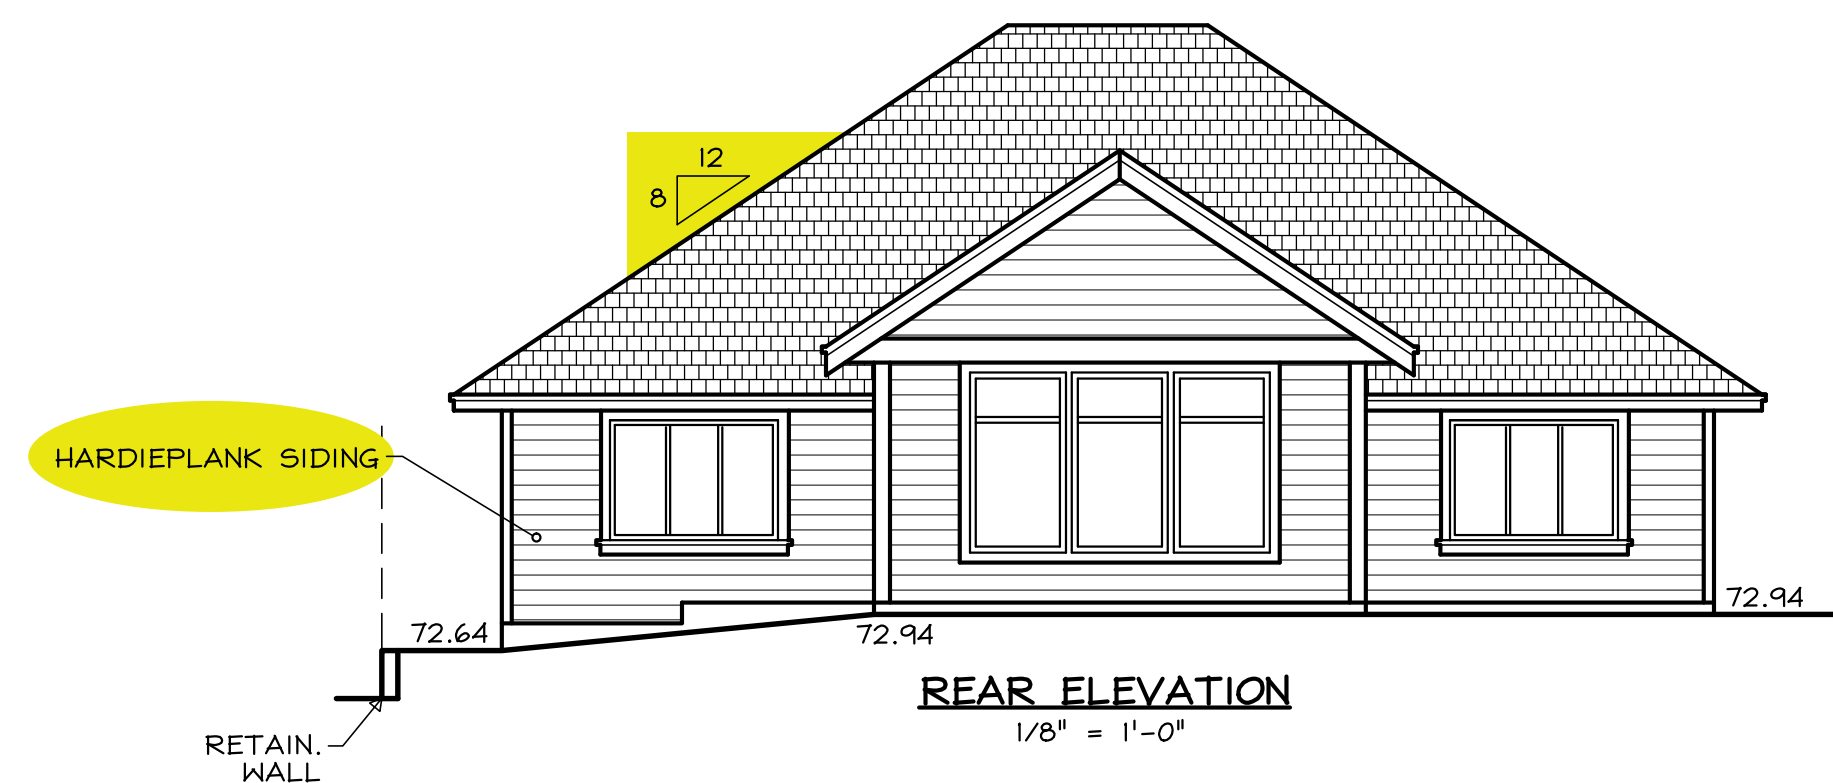 12
8
HARDIEPLANK SIDING
72.94
72.64
72.94
REAR ELEVATION
1/8" = 1'-0"
RETAIN.
WALL